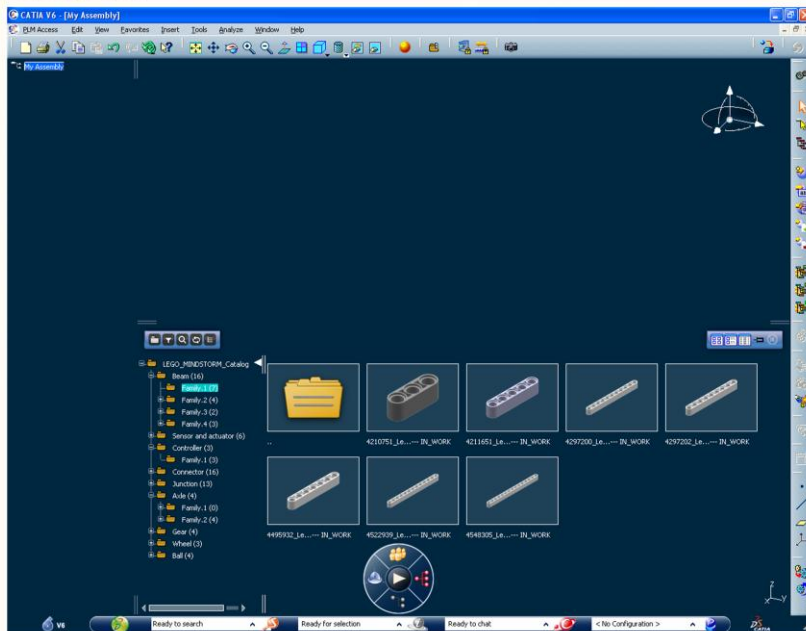 CATIA V6 - [My Assembly]
PLM Access Edit View Favorites Insert Tools Analyze Window Help
My Assembly
LEGO_MINDSTORM_Catalog
Beam (16)
Family.1 (7)
Family.2 (4)
Family.3 (2)
Family.4 (3)
Sensor and actuator (6)
Controller (3)
Family.1 (3)
Connector (16)
Junction (13)
Axle (4)
Family.1 (0)
Family.2 (4)
Gear (4)
Wheel (3)
Ball (4)
..
4210751_Le...--- IN_WORK
4211651_Le...--- IN_WORK
4297200_Le...--- IN_WORK
4297202_Le...--- IN_WORK
4495932_Le...--- IN_WORK
4522939_Le...--- IN_WORK
4548305_Le...--- IN_WORK
z
x y
V6 Ready to search Ready for selection Ready to chat < No Configuration > CATIA